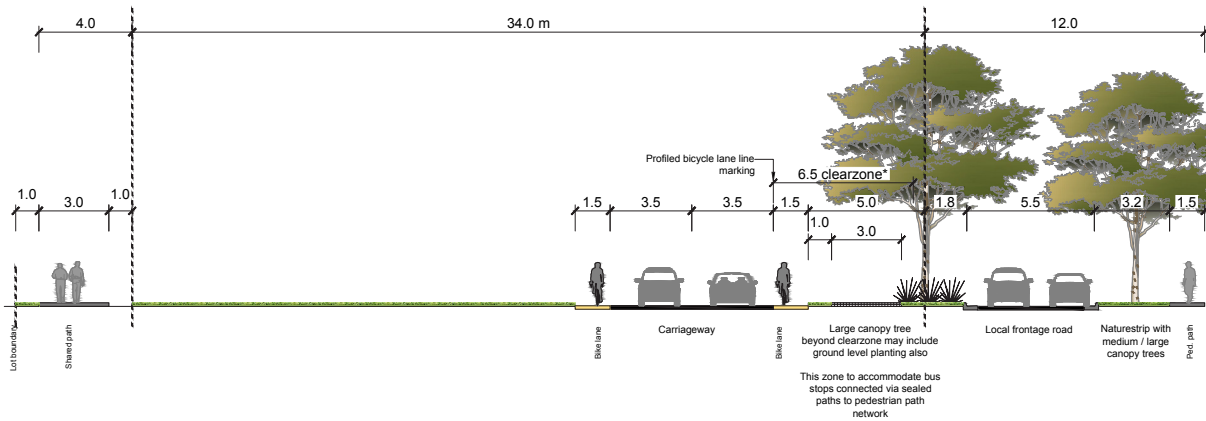 4.0
34.0 m
12.0
Profiled bicycle lane line
marking
6.5 clearzone*
1.0
3.0
1.0
1.5
3.5
3.5
1.5
5.0
1.8
5.5
3.2
1.5
1.0
3.0
Lot boundary
Shared path
Bike lane
Carriageway
Bike lane
Large canopy tree
beyond clearzone may include
ground level planting also
This zone to accommodate bus
stops connected via sealed
paths to pedestrian path
network
Local frontage road
Naturestrip with
medium / large
canopy trees
Ped. path